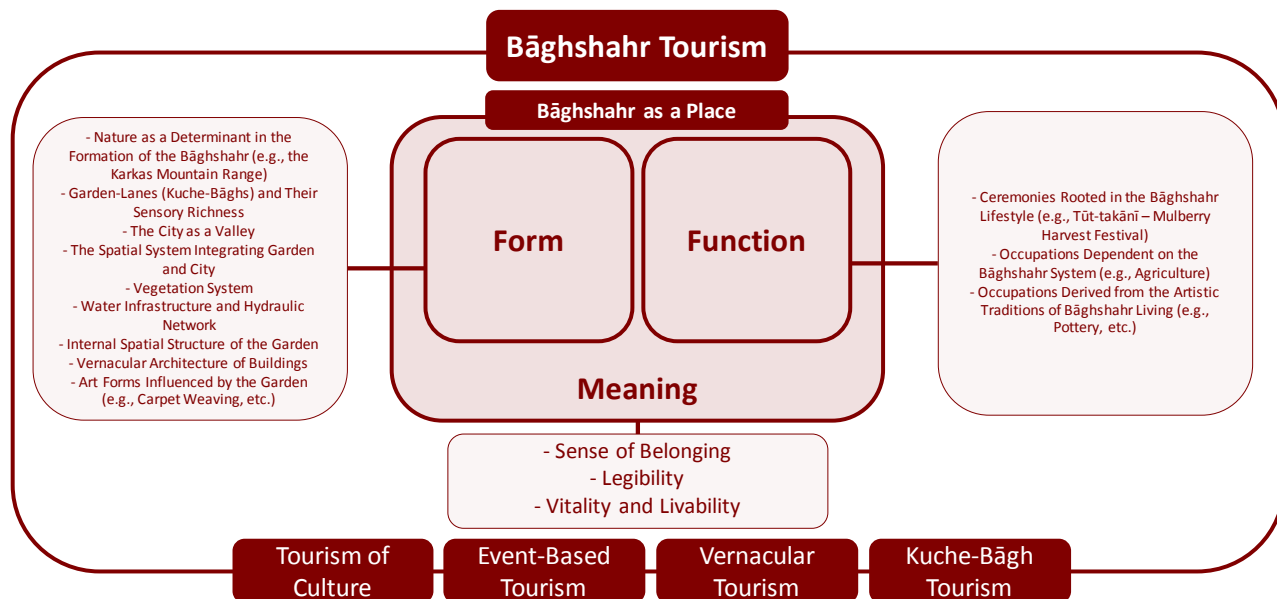 Bāghshahr Tourism
Bāghshahr as a Place
- Nature as a Determinant in the
Formation of the Bāghshahr (e.g., the
Karkas Mountain Range)
- Garden-Lanes (Kuche-Bāghs) and Their
Sensory Richness
- The City as a Valley
- The Spatial System Integrating Garden
and City
- Vegetation System
- Water Infrastructure and Hydraulic
Network
- Internal Spatial Structure of the Garden
- Vernacular Architecture of Buildings
- Art Forms Influenced by the Garden
(e.g., Carpet Weaving, etc.)
Form
Function
Meaning
- Ceremonies Rooted in the Bāghshahr
Lifestyle (e.g., Tūt-takānī – Mulberry
Harvest Festival)
- Occupations Dependent on the
Bāghshahr System (e.g., Agriculture)
- Occupations Derived from the Artistic
Traditions of Bāghshahr Living (e.g.,
Pottery, etc.)
- Sense of Belonging
- Legibility
- Vitality and Livability
Tourism of
Culture
Event-Based
Tourism
Vernacular
Tourism
Kuche-Bāgh
Tourism